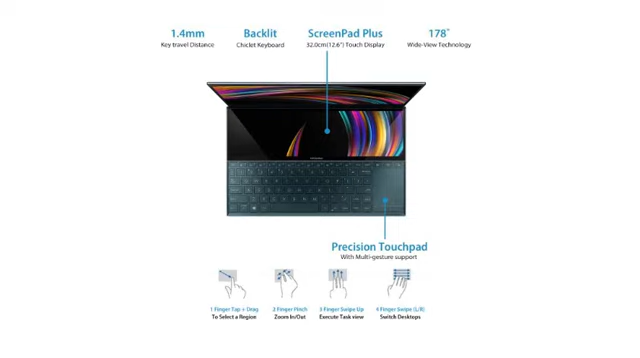 1.4mm
Key travel Distance
Backlit
Chiclet Keyboard
ScreenPad Plus
32.0cm(12.6") Touch Display
178°
Wide-View Technology
Precision Touchpad
With Multi-gesture support
1 Finger Tap + Drag
To Select a Region
2 Finger Pinch
Zoom In/Out
3 Finger Swipe Up
Execute Task view
4 Finger Swipe (L/R)
Switch Desktops